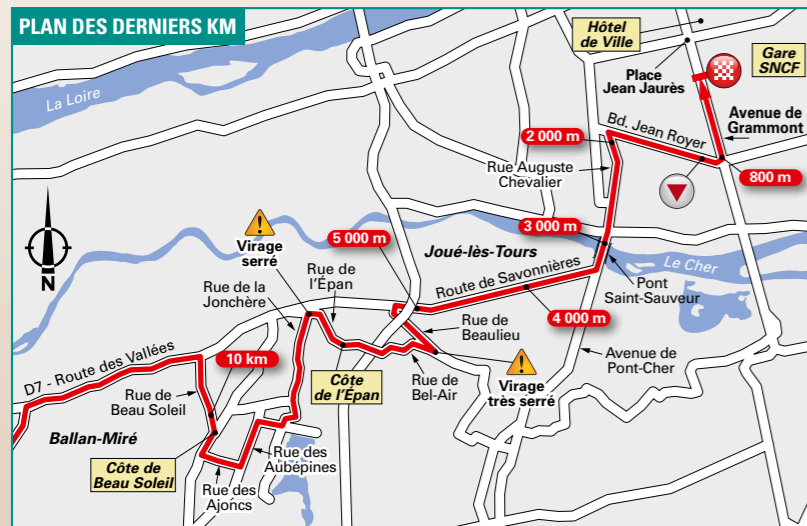 PLAN DES DERNIERS KM
Hôtel
de Ville
Gare
SNCF
La Loire
Place
Jean Jaurès
Avenue de
Grammont
Bd. Jean Royer
2 000 m
Rue Auguste
Chevalier
800 m
Virage
serré
5 000 m
3 000 m
Joué-lès-Tours
Le Cher
N
Rue de la
Jonchère
Rue de
l'Épan
Route de Savonnières
Pont
Saint-Sauveur
4 000 m
Rue de
Beaulieu
D7 - Route des Vallées
10 km
Avenue de
Pont-Cher
Rue de
Beau Soleil
Côte
de l'Épan
Rue de
Bel-Air
Virage
très serré
Ballan-Miré
Côte de
Beau Soleil
Rue des
Aubépines
Rue des
Ajoncs